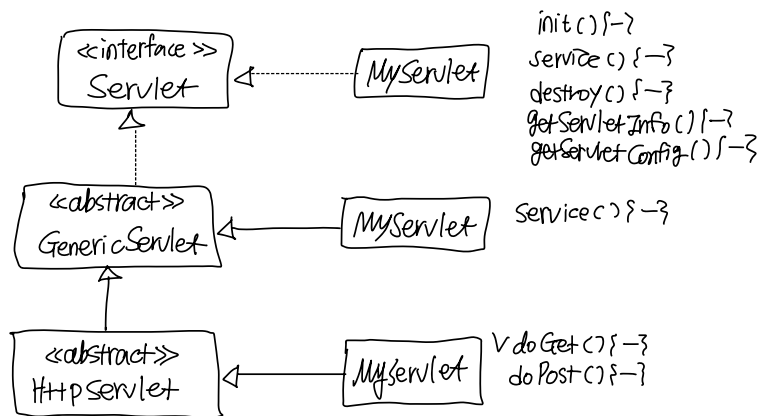 <<interface>>
Servlet
MyServlet
init(){-}
service(){-}
destroy(){-}
getServletInfo(){-}
getServletConfig(){-}
<<abstract>>
GenericServlet
MyServlet
service(){-}
<<abstract>>
HttpServlet
MyServlet
V doGet(){-}
doPost(){-}